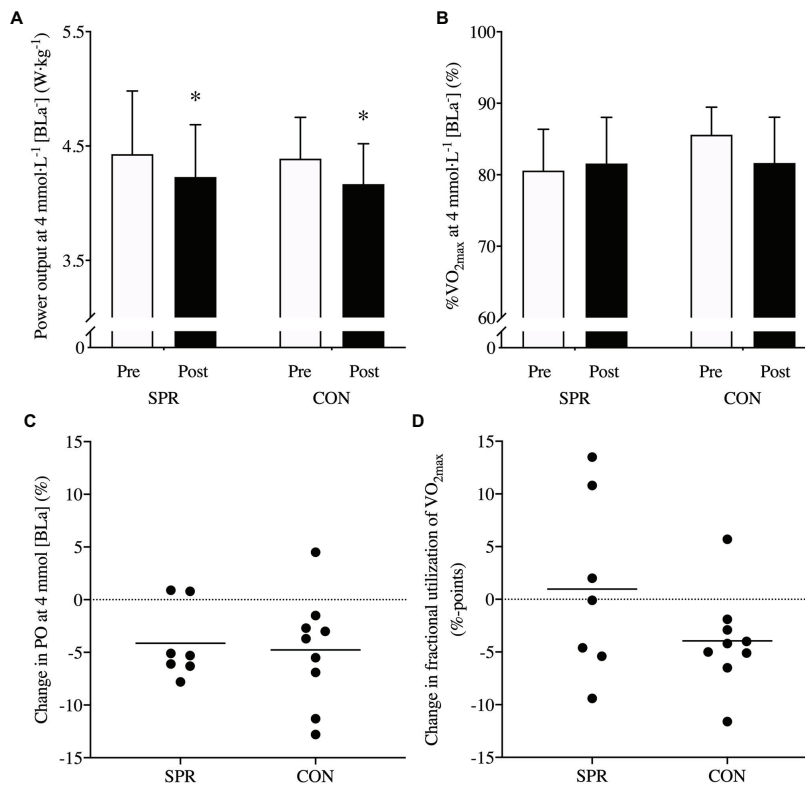 A
Power output at 4 mmol·L⁻¹ [BLa⁻] (W·kg⁻¹)
5.5
4.5
3.5
0
*
*
Pre
Post
Pre
Post
SPR
CON
B
%VO₂max at 4 mmol·L⁻¹ [BLa⁻] (%)
100
90
80
70
60
0
Pre
Post
Pre
Post
SPR
CON
C
Change in PO at 4 mmol [BLa] (%)
15
10
5
0
-5
-10
-15
SPR
CON
D
Change in fractional utilization of VO₂max
(%-points)
15
10
5
0
-5
-10
-15
SPR
CON